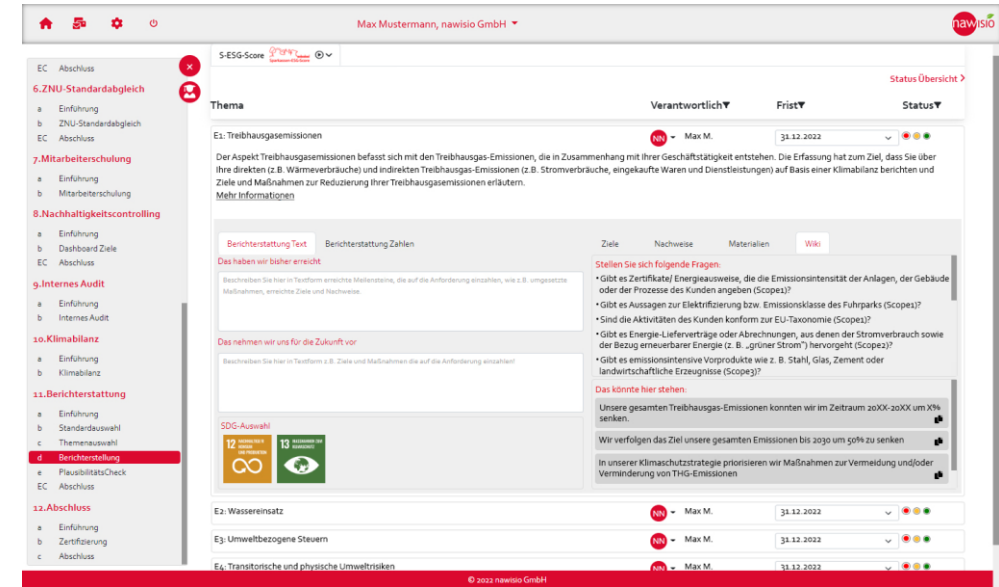 Max Mustermann, nawisio GmbH
nawisio
EC Abschluss
6.ZNU-Standardabgleich
a Einführung
b ZNU-Standardabgleich
EC Abschluss
7.Mitarbeiterschulung
a Einführung
b Mitarbeiterschulung
8.Nachhaltigkeitscontrolling
a Einführung
b Dashboard Ziele
EC Abschluss
9.Internes Audit
a Einführung
b Internes Audit
10.Klimabilanz
a Einführung
b Klimabilanz
11.Berichterstattung
a Einführung
b Standardauswahl
c Themenauswahl
d Berichterstellung
e PlausibilitätsCheck
EC Abschluss
12.Abschluss
a Einführung
b Zertifizierung
c Abschluss
S-ESG-Score
Status Übersicht
Thema Verantwortlich▼ Frist▼ Status▼
E1: Treibhausgasemissionen NN Max M. 31.12.2022
Der Aspekt Treibhausgasemissionen befasst sich mit den Treibhausgas-Emissionen, die in Zusammenhang mit Ihrer Geschäftstätigkeit entstehen. Die Erfassung hat zum Ziel, dass Sie über
Ihre direkten (z.B. Wärmeverbräuche) und indirekten Treibhausgas-Emissionen (z.B. Stromverbräuche, eingekaufte Waren und Dienstleistungen) auf Basis einer Klimabilanz berichten und
Ziele und Maßnahmen zur Reduzierung Ihrer Treibhausgasemissionen erläutern.
Mehr Informationen
Berichterstattung Text Berichterstattung Zahlen
Das haben wir bisher erreicht
Beschreiben Sie hier in Textform erreichte Meilensteine, die auf die Anforderung einzahlen, wie z.B. umgesetzte
Maßnahmen, erreichte Ziele und Nachweise.
Das nehmen wir uns für die Zukunft vor
Beschreiben Sie hier in Textform z.B. Ziele und Maßnahmen die auf die Anforderung einzahlen!
SDG-Auswahl
12
13
Ziele Nachweise Materialien Wiki
Stellen Sie sich folgende Fragen:
• Gibt es Zertifikate/ Energieausweise, die die Emissionsintensität der Anlagen, der Gebäude
oder der Prozesse des Kunden angeben (Scope1)?
• Gibt es Aussagen zur Elektrifizierung bzw. Emissionsklasse des Fuhrparks (Scope1)?
• Sind die Aktivitäten des Kunden konform zur EU-Taxonomie (Scope1)?
• Gibt es Energie-Lieferverträge oder Abrechnungen, aus denen der Stromverbrauch sowie
der Bezug erneuerbarer Energie (z. B. „grüner Strom") hervorgeht (Scope2)?
• Gibt es emissionsintensive Vorprodukte wie z. B. Stahl, Glas, Zement oder
landwirtschaftliche Erzeugnisse (Scope3)?
Das könnte hier stehen:
Unsere gesamten Treibhausgas-Emissionen konnten wir im Zeitraum 20XX-20XX um X%
senken.
Wir verfolgen das Ziel unsere gesamten Emissionen bis 2030 um 50% zu senken
In unserer Klimaschutzstrategie priorisieren wir Maßnahmen zur Vermeidung und/oder
Verminderung von THG-Emissionen
E2: Wassereinsatz NN Max M. 31.12.2022
E3: Umweltbezogene Steuern NN Max M. 31.12.2022
E4: Transitorische und physische Umweltrisiken NN Max M. 31.12.2022
© 2022 nawisio GmbH